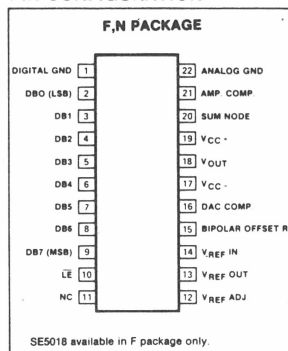 F,N PACKAGE
DIGITAL GND 1
22 ANALOG GND
DB0 (LSB) 2
21 AMP. COMP.
DB1 3
20 SUM NODE
DB2 4
19 VCC +
DB3 5
18 VOUT
DB4 6
17 VCC -
DB5 7
16 DAC COMP
DB6 8
15 BIPOLAR OFFSET R
DB7 (MSB) 9
14 VREF IN
LE 10
13 VREF OUT
NC 11
12 VREF ADJ
SE5018 available in F package only.